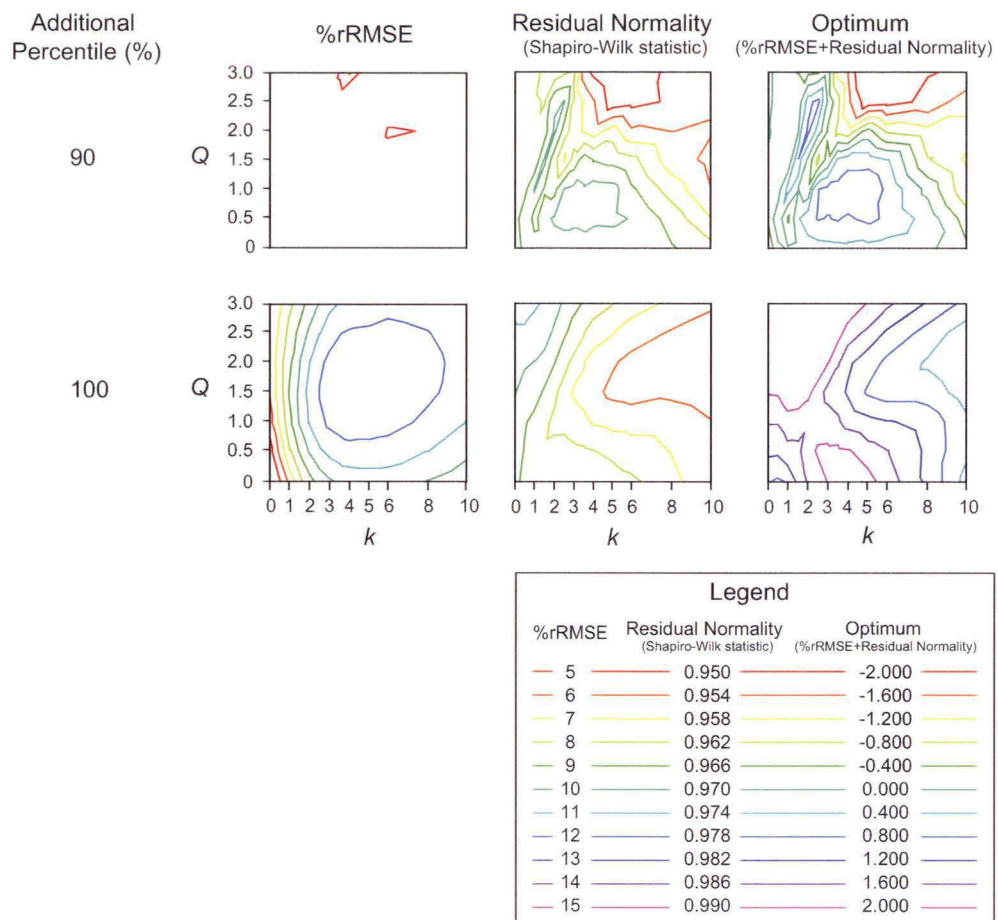 Additional
Percentile (%)
%rRMSE
Residual Normality
(Shapiro-Wilk statistic)
Optimum
(%rRMSE+Residual Normality)
90
Q
3.0
2.5
2.0
1.5
1.0
0.5
0
100
Q
3.0
2.5
2.0
1.5
1.0
0.5
0
0 1 2 3 4 5 6 8 10
k
0 1 2 3 4 5 6 8 10
k
0 1 2 3 4 5 6 8 10
k
Legend
%rRMSE Residual Normality Optimum
(Shapiro-Wilk statistic) (%rRMSE+Residual Normality)
5 0.950 -2.000
6 0.954 -1.600
7 0.958 -1.200
8 0.962 -0.800
9 0.966 -0.400
10 0.970 0.000
11 0.974 0.400
12 0.978 0.800
13 0.982 1.200
14 0.986 1.600
15 0.990 2.000